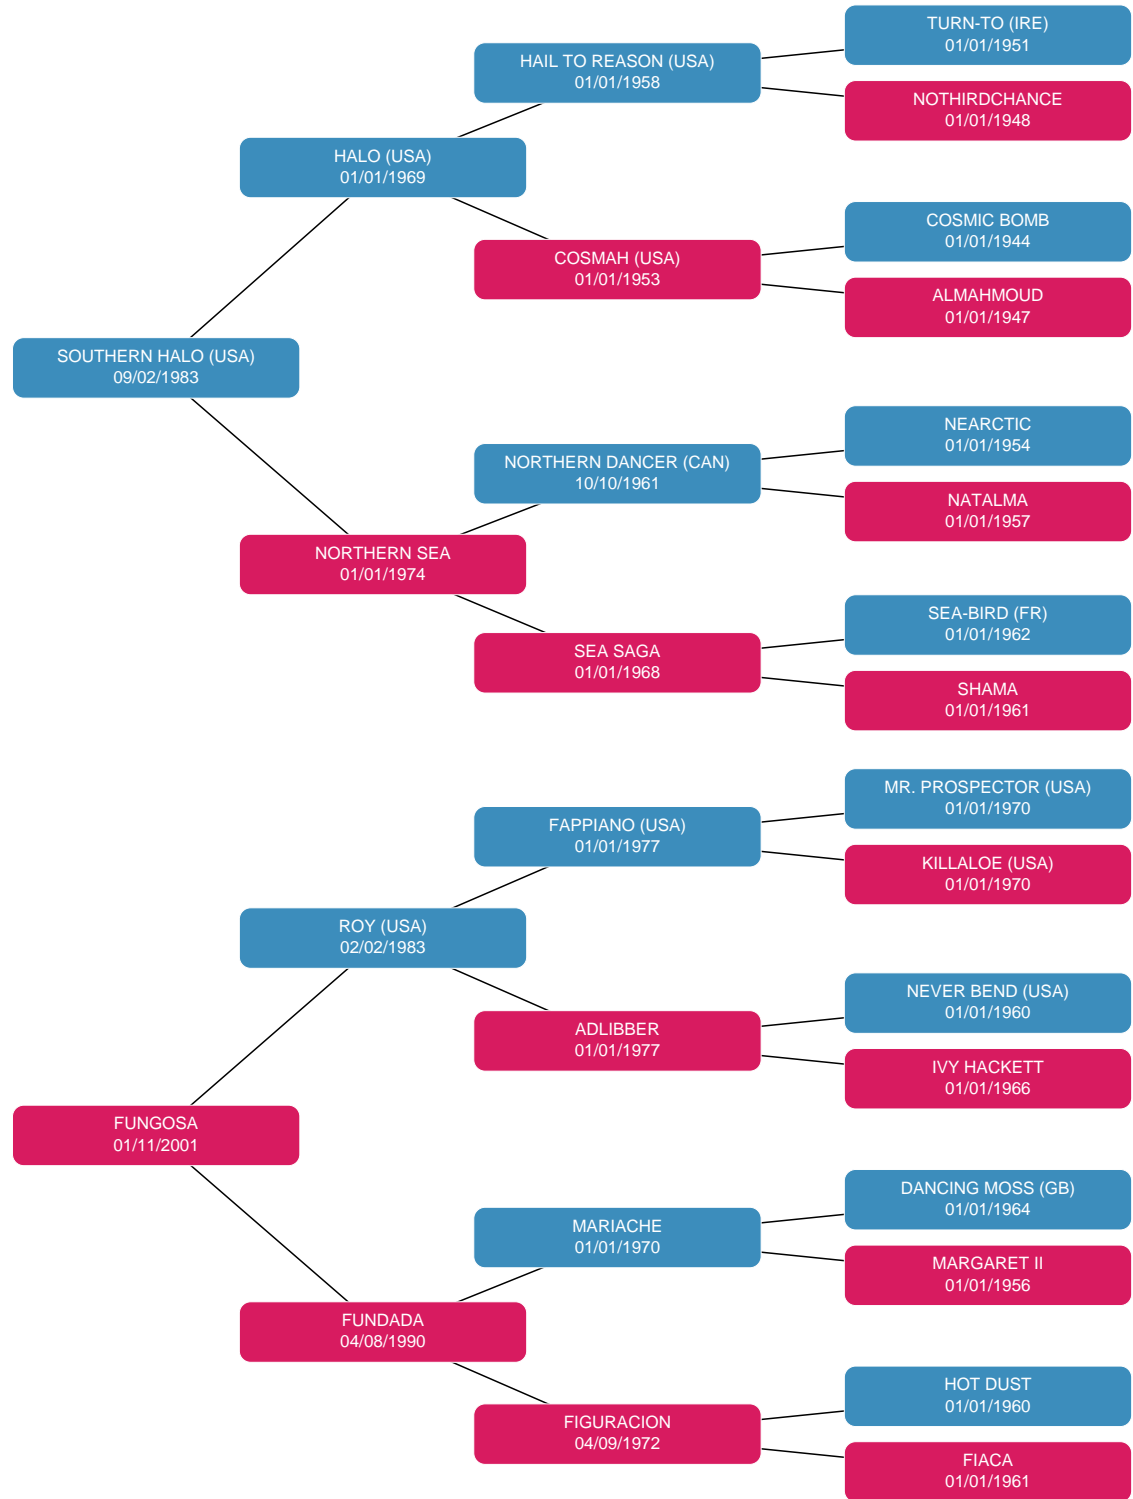 TURN-TO (IRE)
01/01/1951
HAIL TO REASON (USA)
01/01/1958
NOTHIRDCHANCE
01/01/1948
HALO (USA)
01/01/1969
COSMIC BOMB
01/01/1944
COSMAH (USA)
01/01/1953
ALMAHMOUD
01/01/1947
SOUTHERN HALO (USA)
09/02/1983
NEARCTIC
01/01/1954
NORTHERN DANCER (CAN)
10/10/1961
NATALMA
01/01/1957
NORTHERN SEA
01/01/1974
SEA-BIRD (FR)
01/01/1962
SEA SAGA
01/01/1968
SHAMA
01/01/1961
MR. PROSPECTOR (USA)
01/01/1970
FAPPIANO (USA)
01/01/1977
KILLALOE (USA)
01/01/1970
ROY (USA)
02/02/1983
NEVER BEND (USA)
01/01/1960
ADLIBBER
01/01/1977
IVY HACKETT
01/01/1966
FUNGOSA
01/11/2001
DANCING MOSS (GB)
01/01/1964
MARIACHE
01/01/1970
MARGARET II
01/01/1956
FUNDADA
04/08/1990
HOT DUST
01/01/1960
FIGURACION
04/09/1972
FIACA
01/01/1961